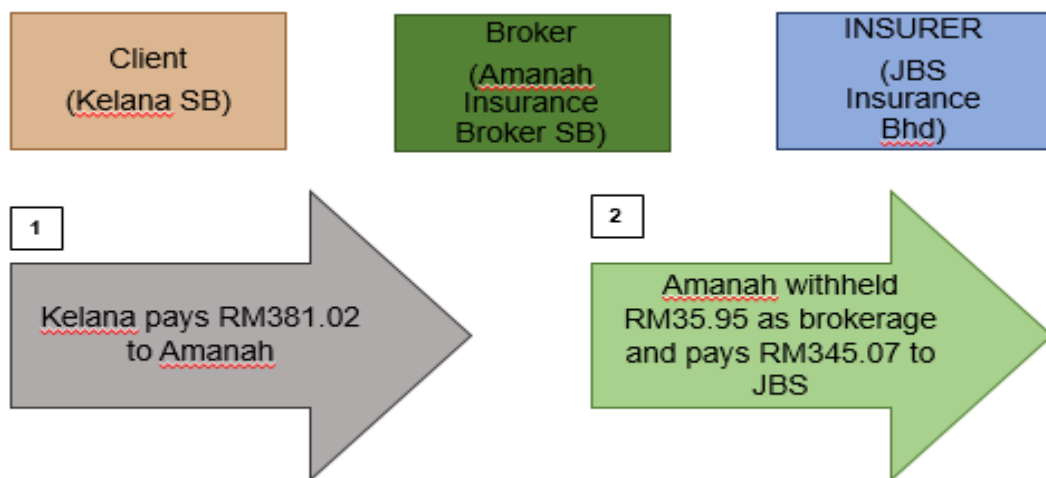 Client
(Kelana SB)
Broker
(Amanah
Insurance
Broker SB)
INSURER
(JBS
Insurance
Bhd)
1
Kelana pays RM381.02
to Amanah
2
Amanah withheld
RM35.95 as brokerage
and pays RM345.07 to
JBS